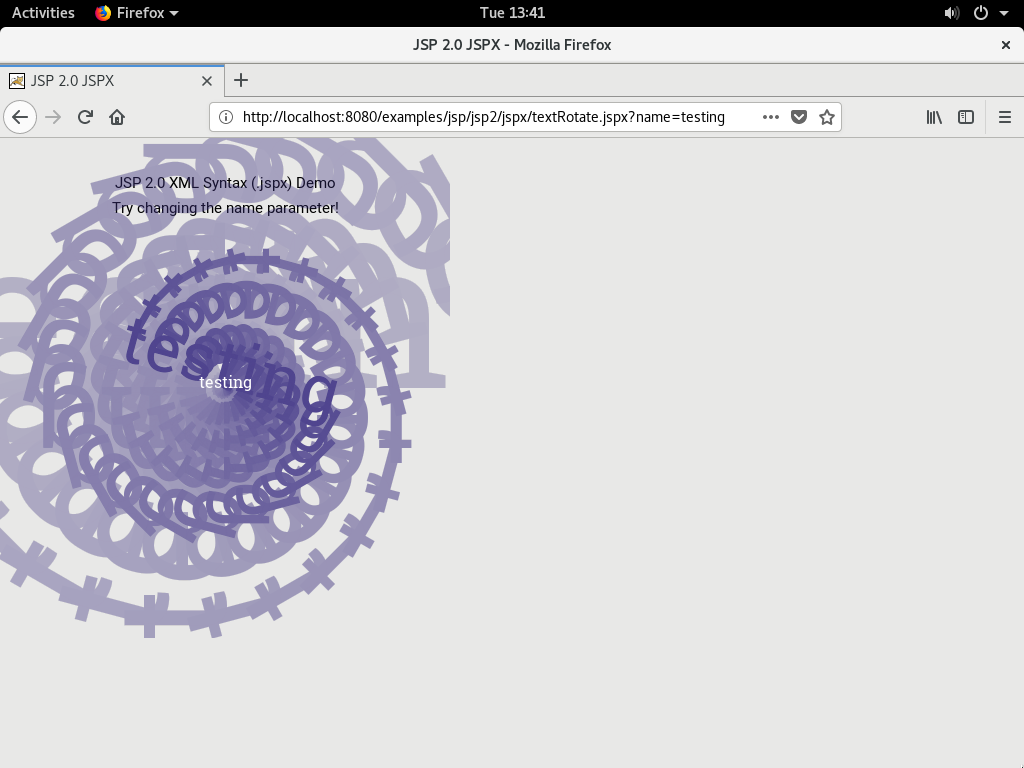 Activities Firefox Tue 13:41
JSP 2.0 JSPX - Mozilla Firefox
JSP 2.0 JSPX
http://localhost:8080/examples/jsp/jsp2/jspx/textRotate.jspx?name=testing
JSP 2.0 XML Syntax (.jspx) Demo
Try changing the name parameter!
testing
testing